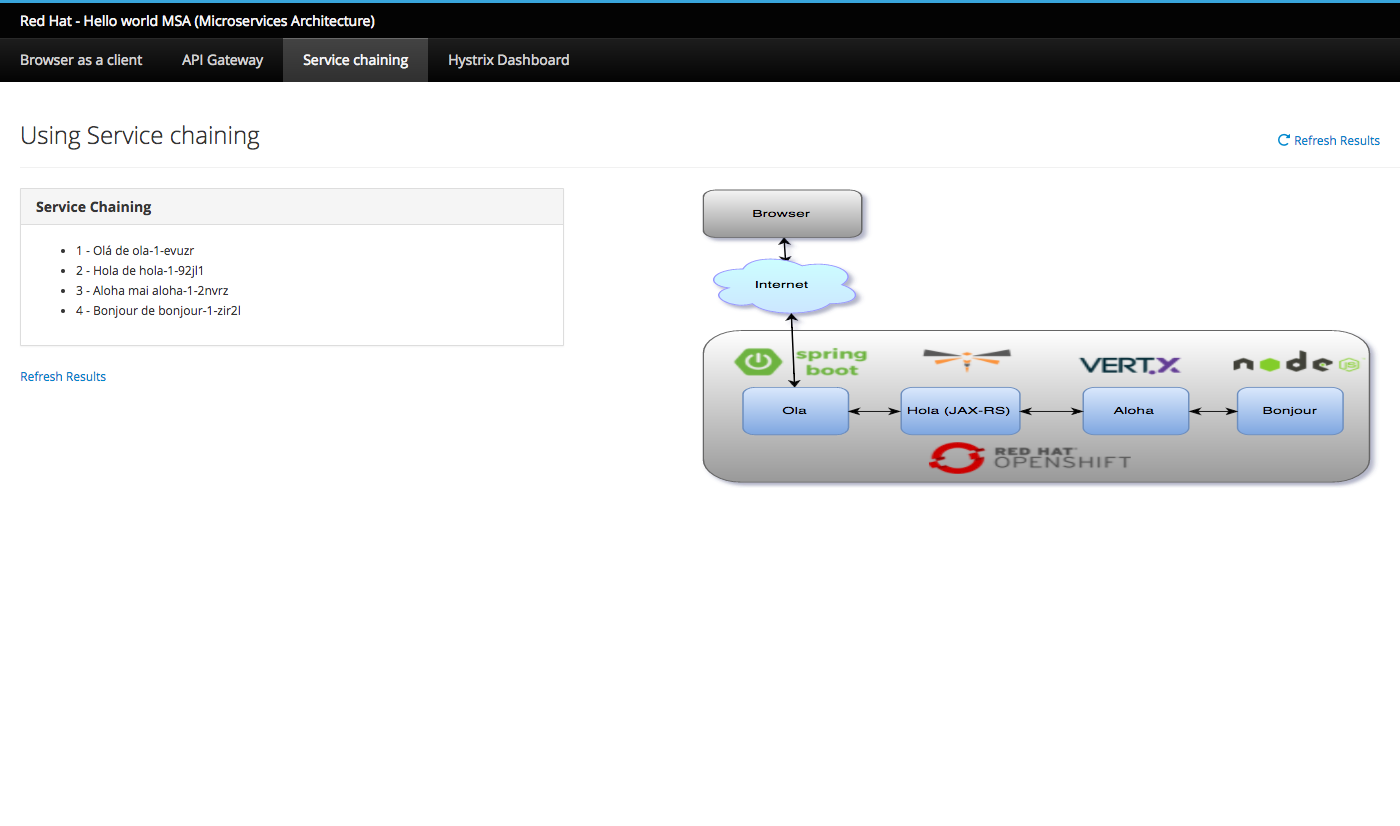 Red Hat - Hello world MSA (Microservices Architecture)
Browser as a client API Gateway Service chaining Hystrix Dashboard
Using Service chaining
Refresh Results
Service Chaining
1 - Olá de ola-1-evuzr
2 - Hola de hola-1-92jl1
3 - Aloha mai aloha-1-2nvrz
4 - Bonjour de bonjour-1-zir2l
Refresh Results
Browser
Internet
spring
boot
VERT.X
node
JS
Ola
Hola (JAX-RS)
Aloha
Bonjour
RED HAT
OPENSHIFT